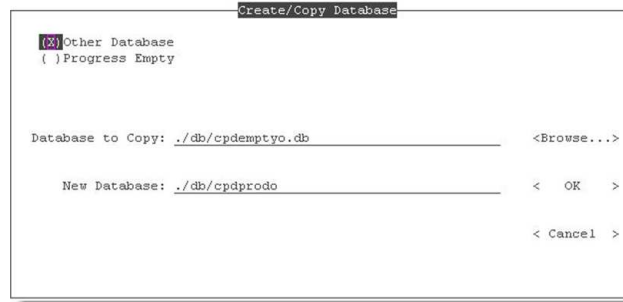 Create/Copy Database
(X)Other Database
( )Progress Empty
Database to Copy: ./db/cpdemptyo.db <Browse...>
New Database: ./db/cpdprodo < OK >
< Cancel >